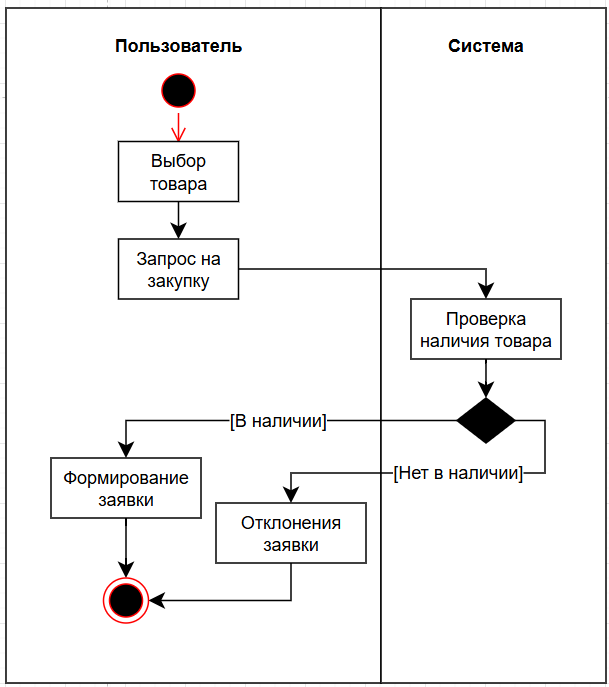 Пользователь
Система
Выбор
товара
Запрос на
закупку
Проверка
наличия товара
[В наличии]
[Нет в наличии]
Формирование
заявки
Отклонения
заявки